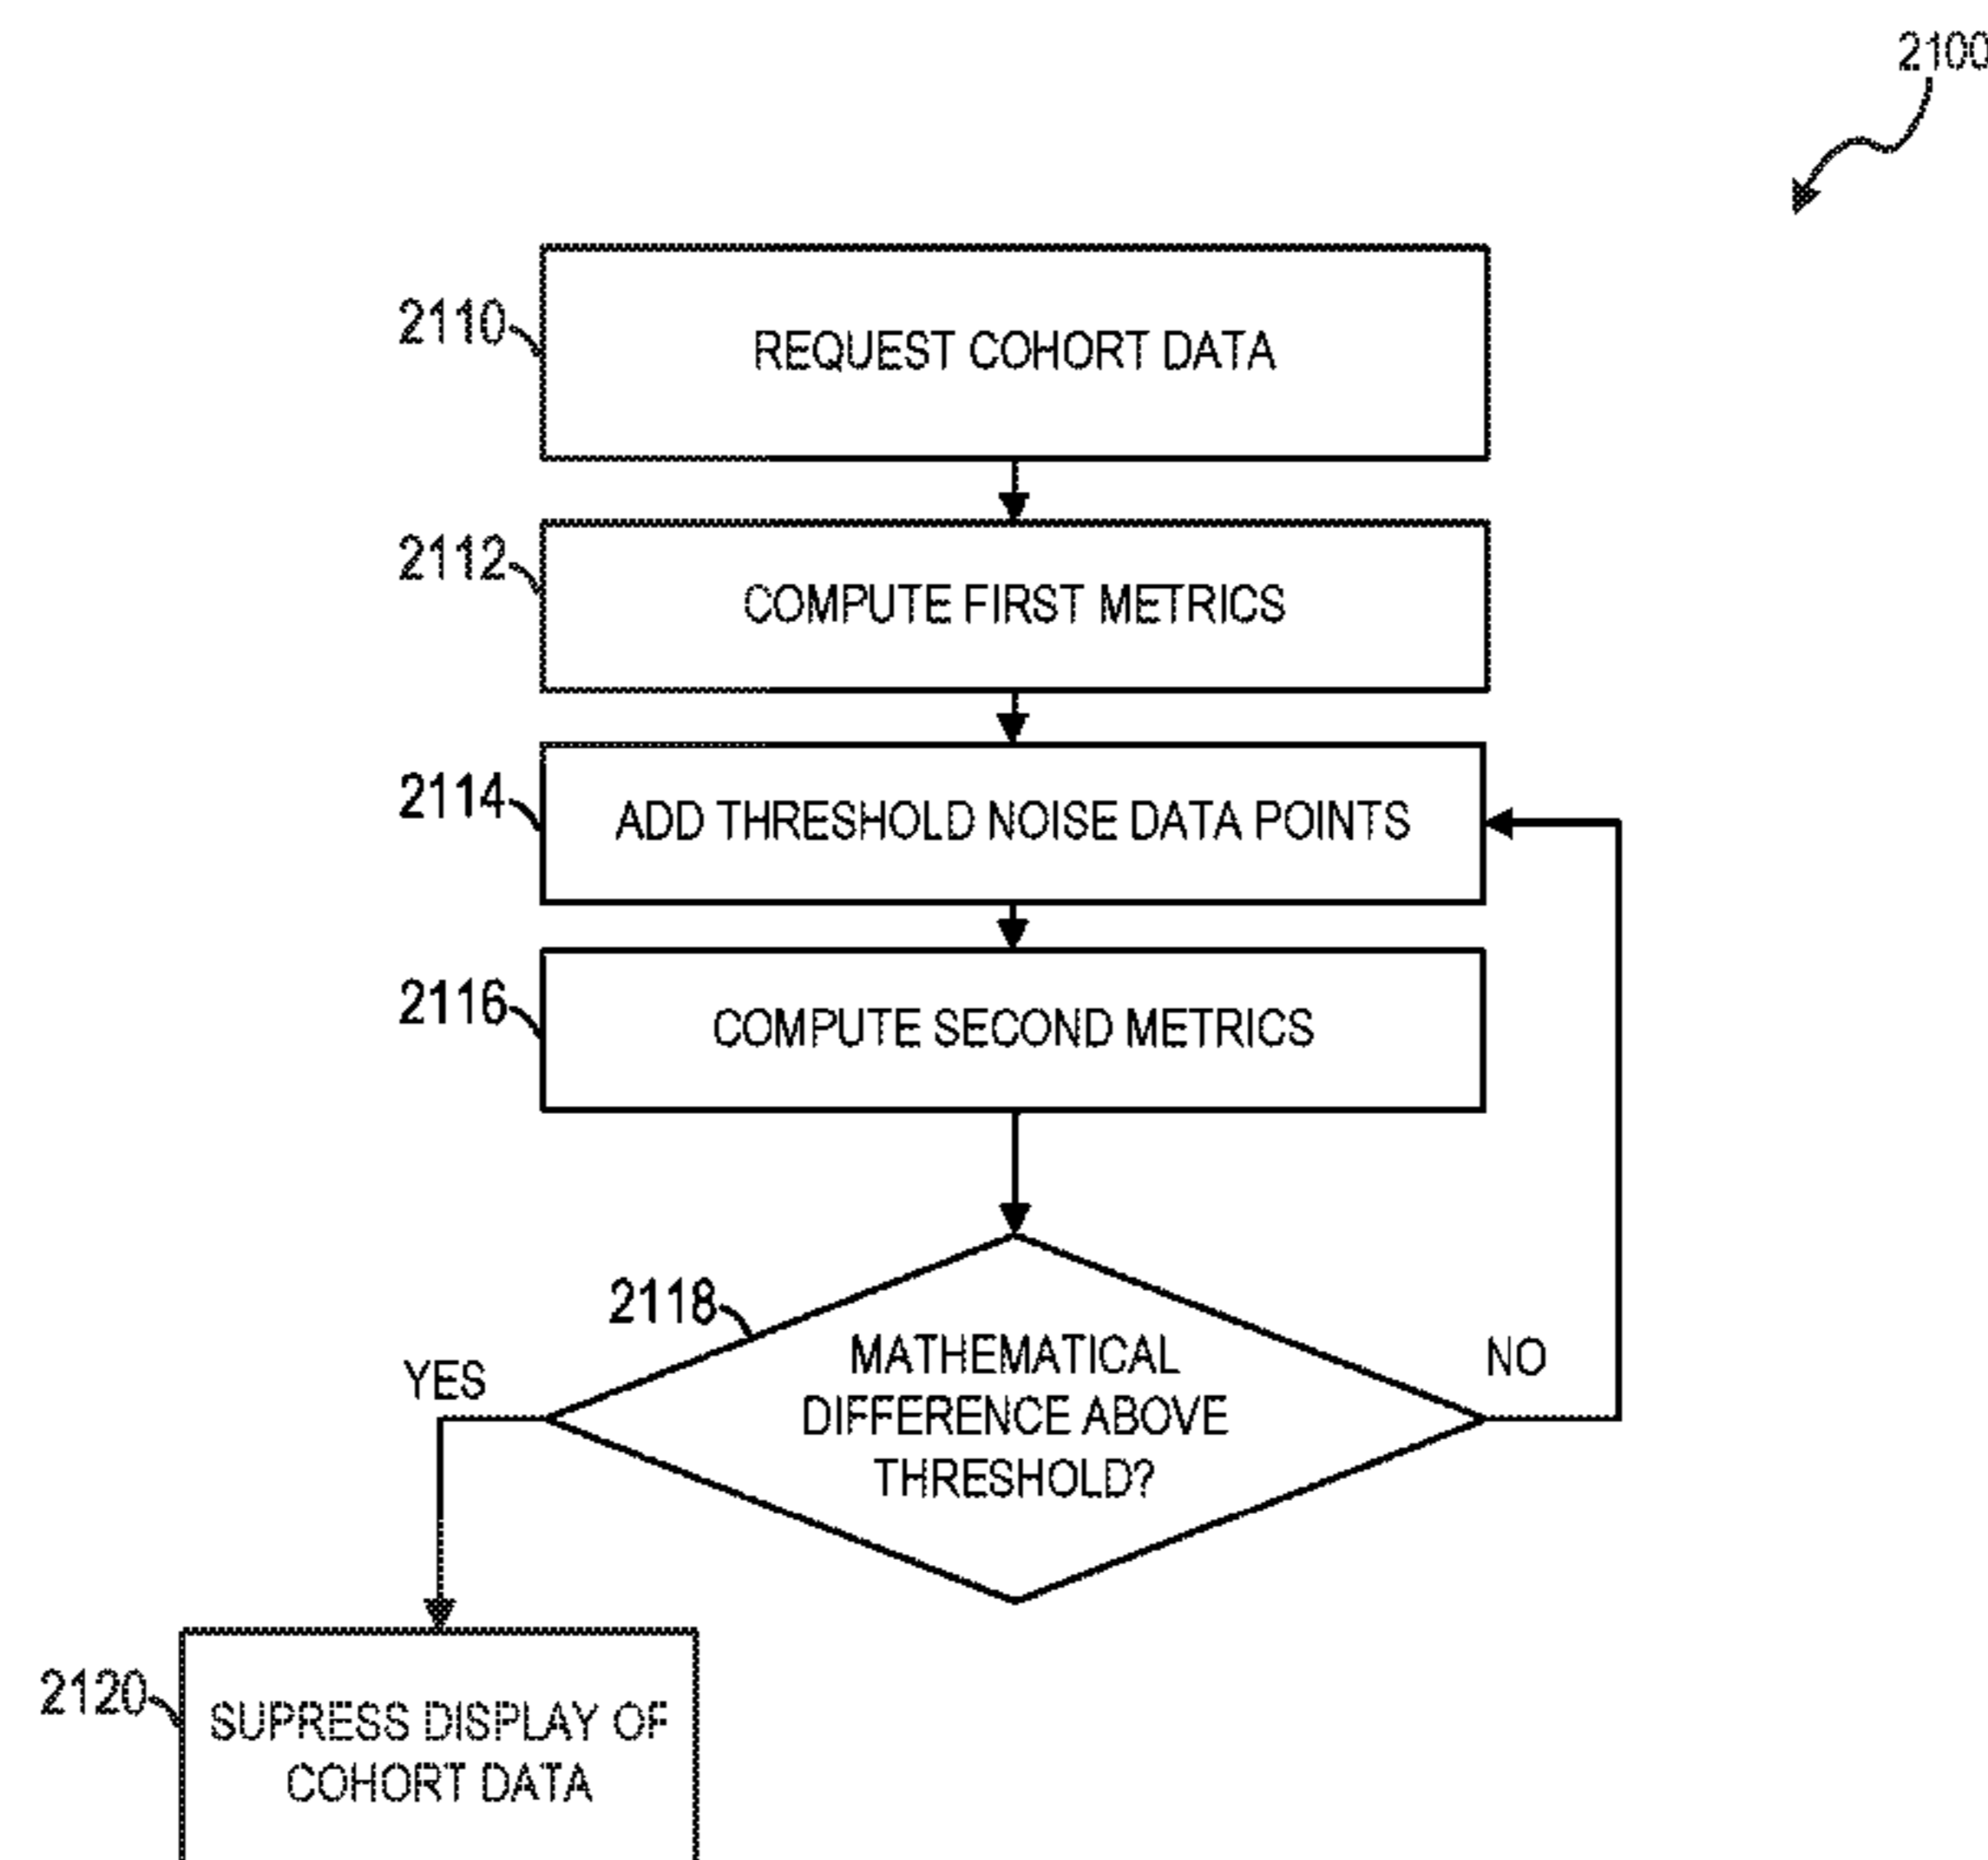 2100
2110
REQUEST COHORT DATA
2112
COMPUTE FIRST METRICS
2114
ADD THRESHOLD NOISE DATA POINTS
2116
COMPUTE SECOND METRICS
2118
MATHEMATICAL
DIFFERENCE ABOVE
THRESHOLD?
YES
NO
2120
SUPRESS DISPLAY OF
COHORT DATA